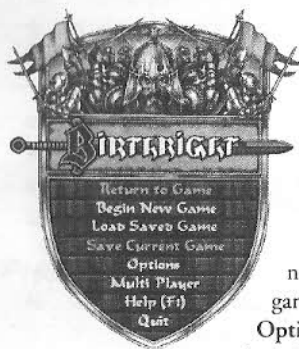 BIRTHRIGHT
Return to Game
Begin New Game
Load Saved Game
Save Current Game
Options
Multi Player
Help (F1)
Quit
n
gan
Opti